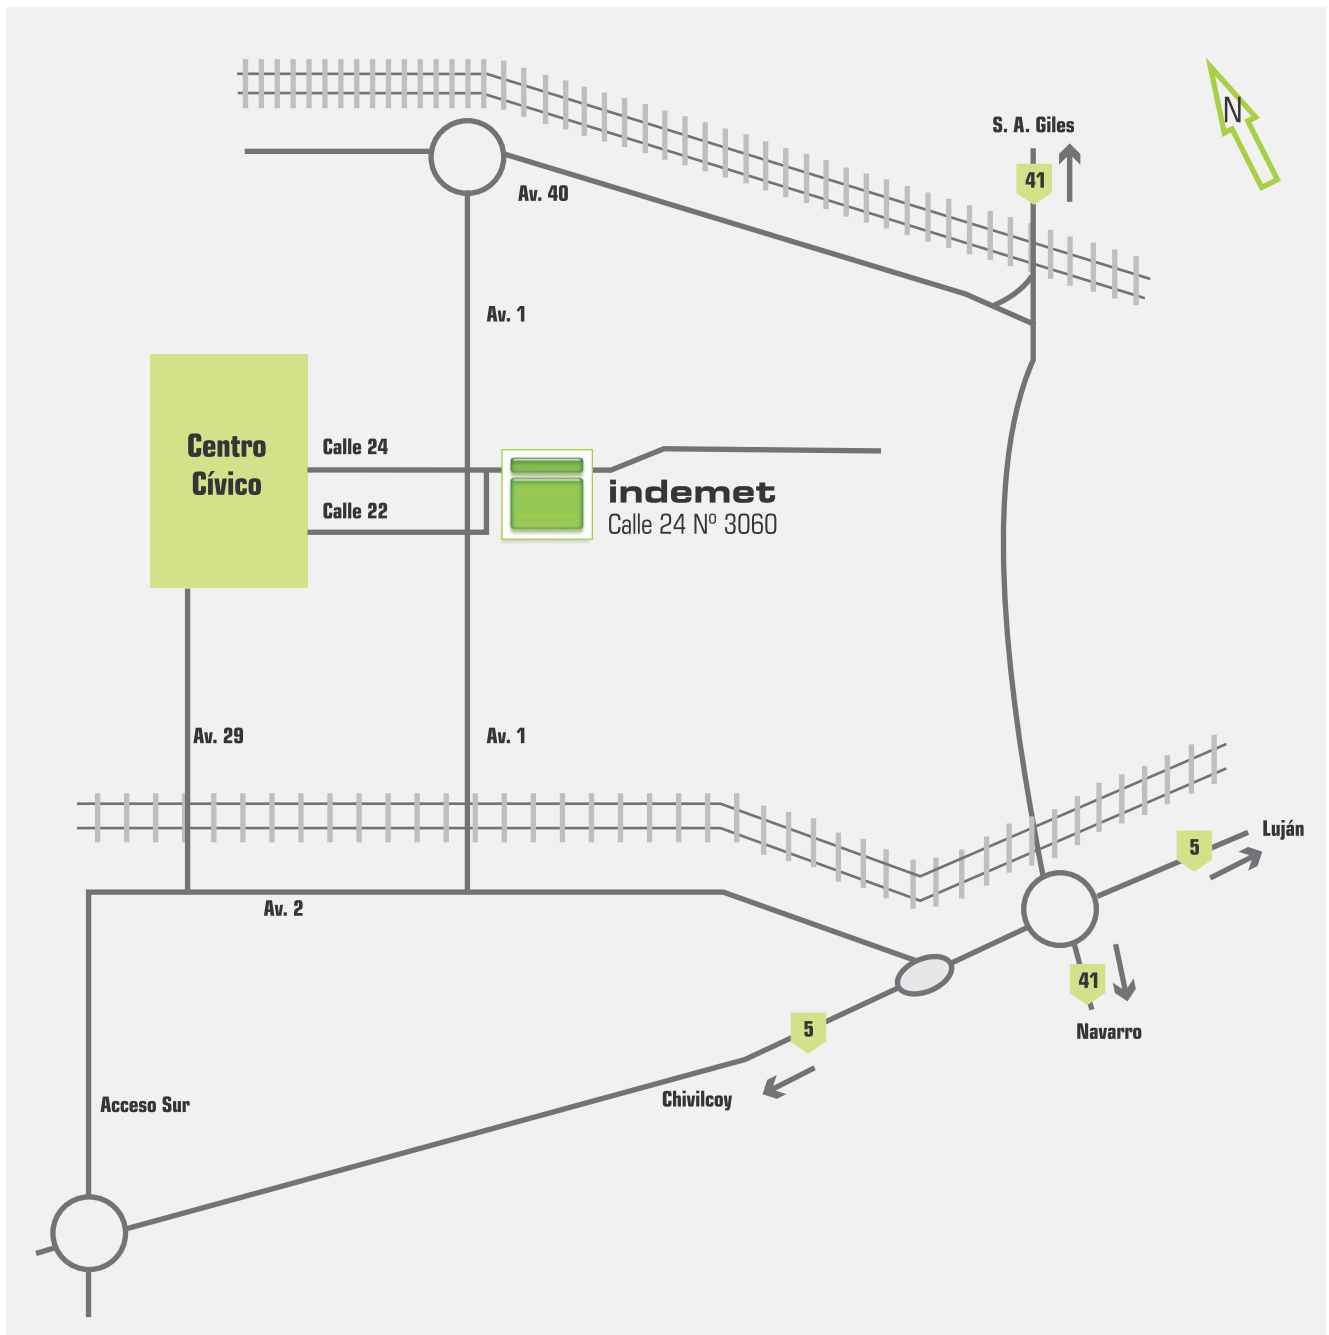 N
S. A. Giles
41
Av. 40
Av. 1
Centro
Cívico
Calle 24
Calle 22
indemet
Calle 24 Nº 3060
Av. 29
Av. 1
5
Luján
Av. 2
41
Navarro
5
Chivilcoy
Acceso Sur